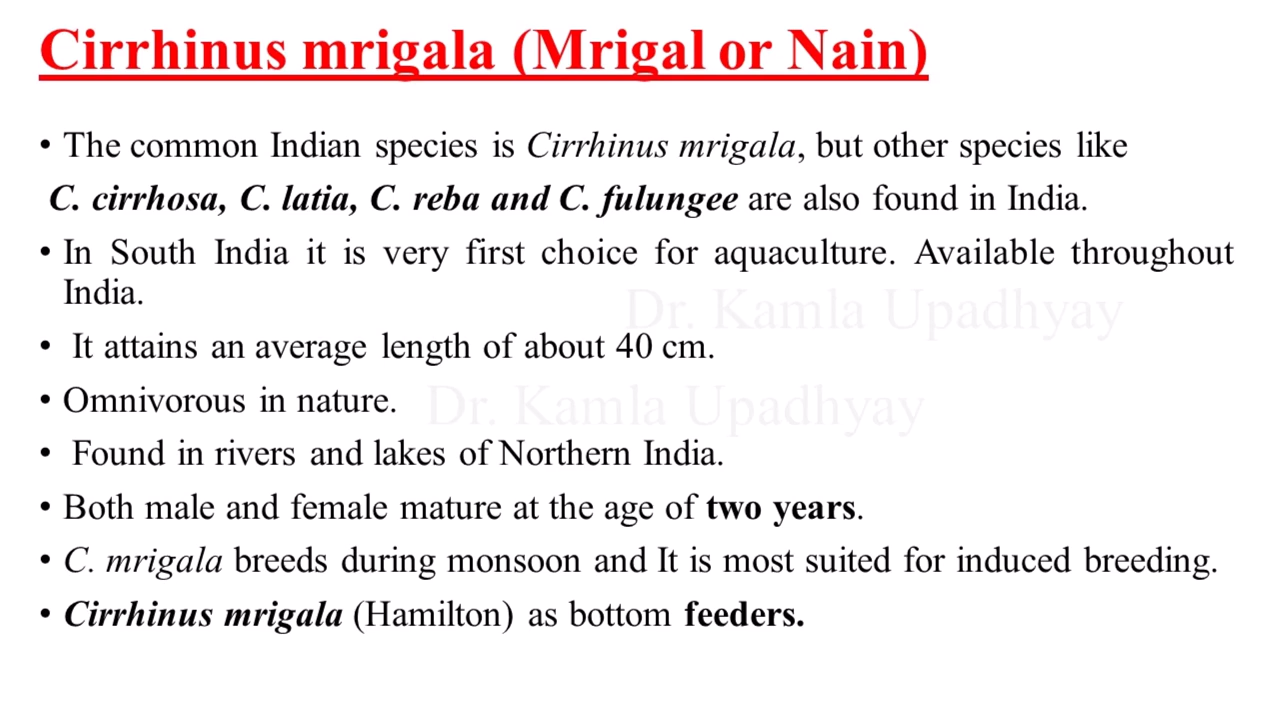 Cirrhinus mrigala (Mrigal or Nain)
• The common Indian species is Cirrhinus mrigala, but other species like
C. cirrhosa, C. latia, C. reba and C. fulungee are also found in India.
• In South India it is very first choice for aquaculture. Available throughout
India.
Dr. Kamla Upadhyay
• It attains an average length of about 40 cm.
• Omnivorous in nature.
Dr. Kamla Upadhyay
• Found in rivers and lakes of Northern India.
• Both male and female mature at the age of two years.
• C. mrigala breeds during monsoon and It is most suited for induced breeding.
• Cirrhinus mrigala (Hamilton) as bottom feeders.